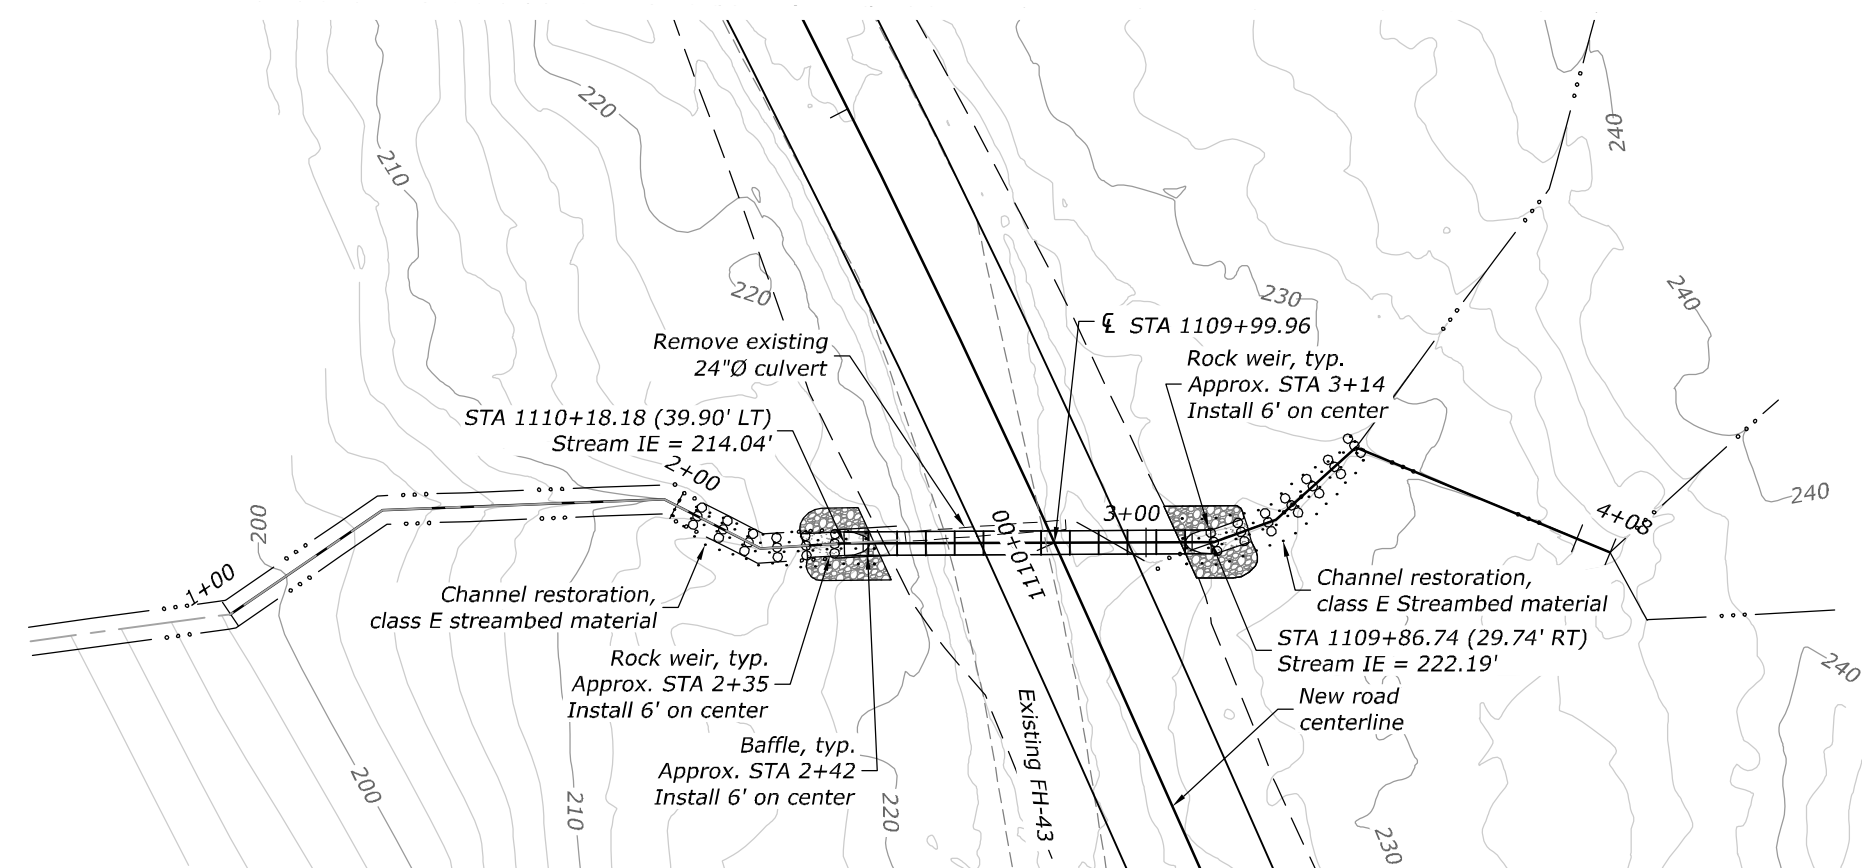 220
210
240
220
230
240
℄ STA 1109+99.96
Remove existing
24"Ø culvert
Rock weir, typ.
Approx. STA 3+14
Install 6' on center
STA 1110+18.18 (39.90' LT)
Stream IE = 214.04'
2+00
200
240
3+00
1110+00
4+08
1+00
Channel restoration,
class E streambed material
Channel restoration,
class E Streambed material
Rock weir, typ.
Approx. STA 2+35
Install 6' on center
STA 1109+86.74 (29.74' RT)
Stream IE = 222.19'
240
New road
centerline
Existing FH-43
Baffle, typ.
Approx. STA 2+42
Install 6' on center
200
210
220
230